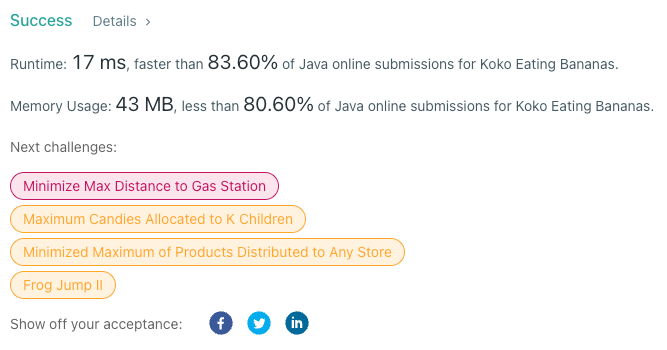 Success Details >
Runtime: 17 ms, faster than 83.60% of Java online submissions for Koko Eating Bananas.
Memory Usage: 43 MB, less than 80.60% of Java online submissions for Koko Eating Bananas.
Next challenges:
Minimize Max Distance to Gas Station
Maximum Candies Allocated to K Children
Minimized Maximum of Products Distributed to Any Store
Frog Jump II
Show off your acceptance: f in